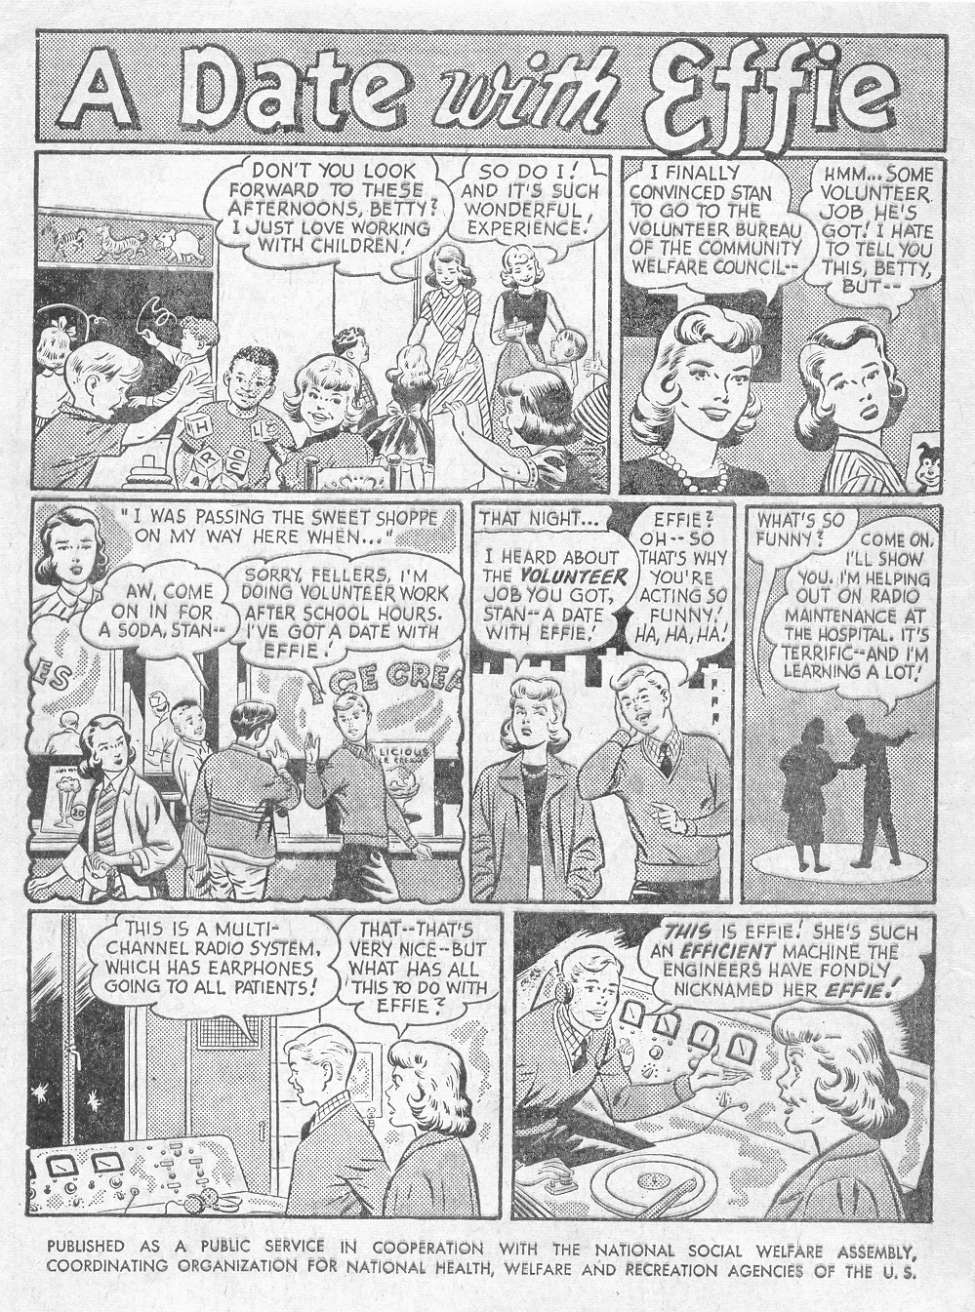 A Date with Effie
DON'T YOU LOOK
FORWARD TO THESE
AFTERNOONS, BETTY?
I JUST LOVE WORKING
WITH CHILDREN!
SO DO I!
AND IT'S SUCH
WONDERFUL
EXPERIENCE!
H
I FINALLY
CONVINCED STAN
TO GO TO THE
VOLUNTEER BUREAU
OF THE COMMUNITY
WELFARE COUNCIL--
HMM... SOME
VOLUNTEER
JOB HE'S
GOT! I HATE
TO TELL YOU
THIS, BETTY,
BUT--
"I WAS PASSING THE SWEET SHOPPE
ON MY WAY HERE WHEN..."
AW, COME
ON IN FOR
A SODA, STAN--
SORRY, FELLERS, I'M
DOING VOLUNTEER WORK
AFTER SCHOOL HOURS.
I'VE GOT A DATE WITH
EFFIE!
ES
ICE CREA
LICIOUS
E CREAM
20
THAT NIGHT...
I HEARD ABOUT
THE VOLUNTEER
JOB YOU GOT,
STAN--A DATE
WITH EFFIE!
EFFIE?
OH--SO
THAT'S WHY
YOU'RE
ACTING SO
FUNNY!
HA, HA, HA!
WHAT'S SO
FUNNY?
COME ON.
I'LL SHOW
YOU. I'M HELPING
OUT ON RADIO
MAINTENANCE AT
THE HOSPITAL. IT'S
TERRIFIC--AND I'M
LEARNING A LOT!
THIS IS A MULTI-
CHANNEL RADIO SYSTEM,
WHICH HAS EARPHONES
GOING TO ALL PATIENTS!
THAT--THAT'S
VERY NICE--BUT
WHAT HAS ALL
THIS TO DO WITH
EFFIE?
THIS IS EFFIE! SHE'S SUCH
AN EFFICIENT MACHINE THE
ENGINEERS HAVE FONDLY
NICKNAMED HER EFFIE!
PUBLISHED AS A PUBLIC SERVICE IN COOPERATION WITH THE NATIONAL SOCIAL WELFARE ASSEMBLY,
COORDINATING ORGANIZATION FOR NATIONAL HEALTH, WELFARE AND RECREATION AGENCIES OF THE U. S.